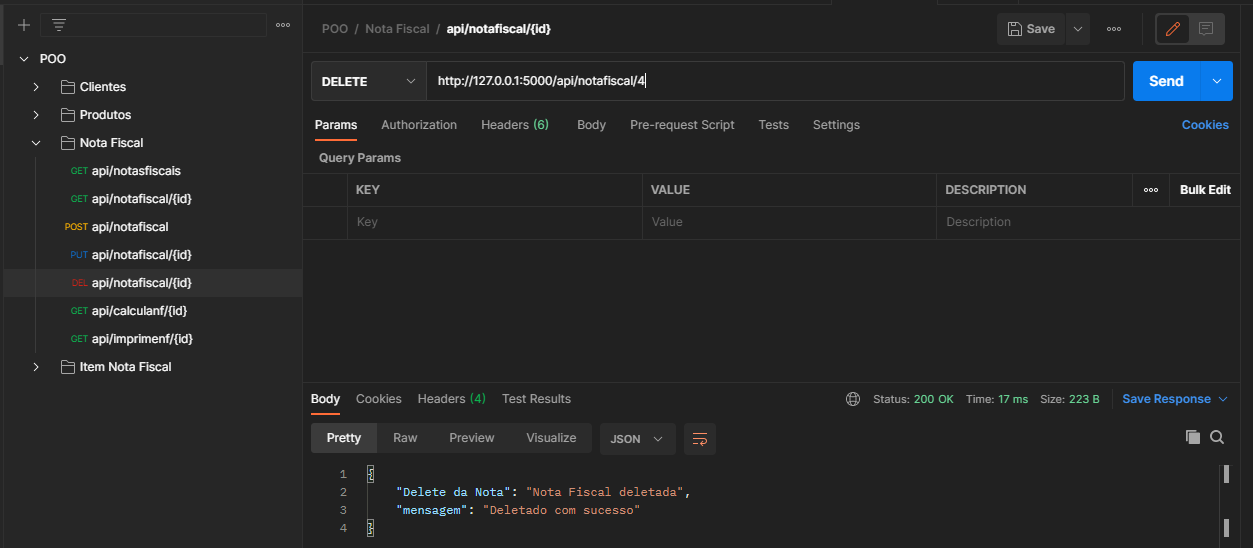 POO / Nota Fiscal / api/notafiscal/{id}
Save
POO
Clientes
Produtos
Nota Fiscal
GET api/notasfiscais
GET api/notafiscal/{id}
POST api/notafiscal
PUT api/notafiscal/{id}
DEL api/notafiscal/{id}
GET api/calculanf/{id}
GET api/imprimenf/{id}
Item Nota Fiscal
DELETE http://127.0.0.1:5000/api/notafiscal/4 Send
Params Authorization Headers (6) Body Pre-request Script Tests Settings Cookies
Query Params
KEY VALUE DESCRIPTION Bulk Edit
Key Value Description
Body Cookies Headers (4) Test Results Status: 200 OK Time: 17 ms Size: 223 B Save Response
Pretty Raw Preview Visualize JSON
1 {
2 "Delete da Nota": "Nota Fiscal deletada",
3 "mensagem": "Deletado com sucesso"
4 }